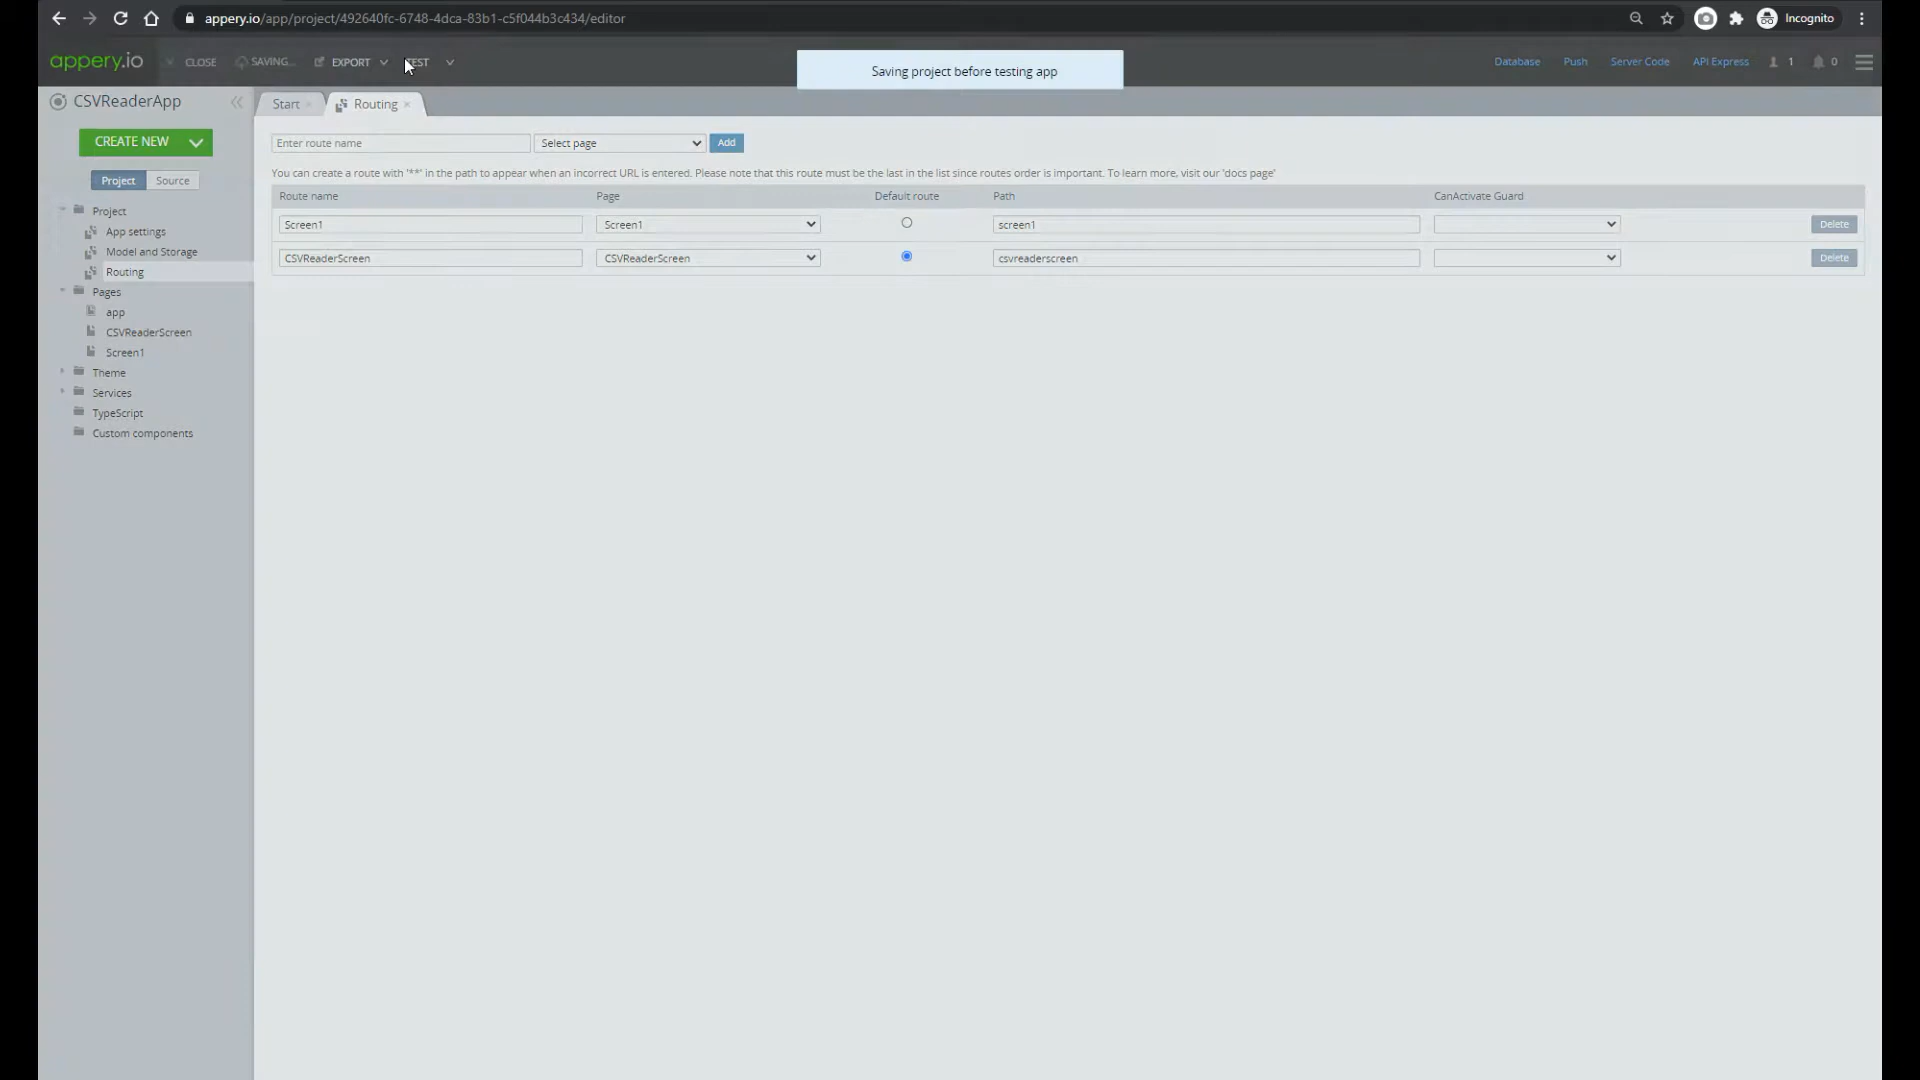 appery.io/app/project/492640fc-6748-4dca-83b1-c5f044b3c434/editor
Incognito
appery.io
CLOSE
SAVING...
EXPORT
TEST
Saving project before testing app
Database
Push
Server Code
API Express
1
0
CSVReaderApp
Start
Routing
CREATE NEW
Enter route name
Select page
Add
Project
Source
You can create a route with '**' in the path to appear when an incorrect URL is entered. Please note that this route must be the last in the list since routes order is important. To learn more, visit our 'docs page'
Route name
Page
Default route
Path
CanActivate Guard
Screen1
Screen1
screen1
Delete
CSVReaderScreen
CSVReaderScreen
csvreaderscreen
Delete
Project
App settings
Model and Storage
Routing
Pages
app
CSVReaderScreen
Screen1
Theme
Services
TypeScript
Custom components